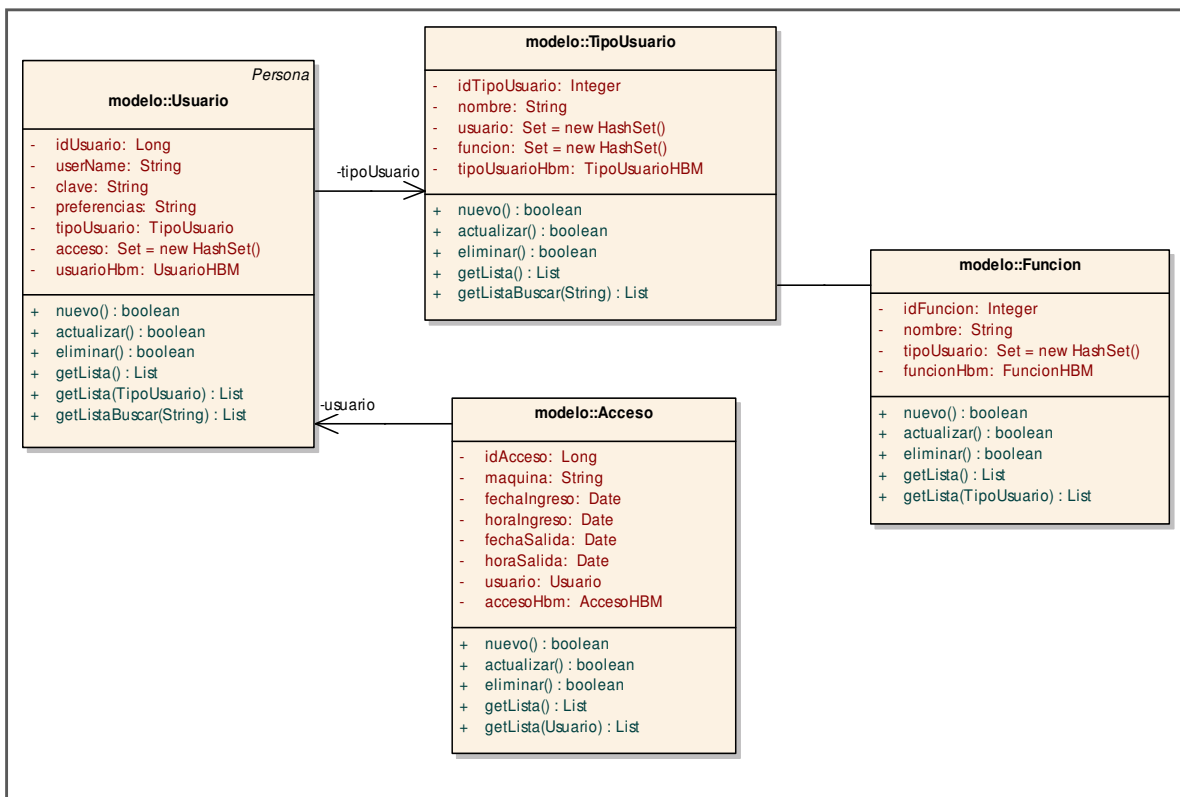 Persona
modelo::Usuario
- idUsuario: Long
- userName: String
- clave: String
- preferencias: String
- tipoUsuario: TipoUsuario
- acceso: Set = new HashSet()
- usuarioHbm: UsuarioHBM
+ nuevo() : boolean
+ actualizar() : boolean
+ eliminar() : boolean
+ getLista() : List
+ getLista(TipoUsuario) : List
+ getListaBuscar(String) : List
-tipoUsuario
modelo::TipoUsuario
- idTipoUsuario: Integer
- nombre: String
- usuario: Set = new HashSet()
- funcion: Set = new HashSet()
- tipoUsuarioHbm: TipoUsuarioHBM
+ nuevo() : boolean
+ actualizar() : boolean
+ eliminar() : boolean
+ getLista() : List
+ getListaBuscar(String) : List
modelo::Funcion
- idFuncion: Integer
- nombre: String
- tipoUsuario: Set = new HashSet()
- funcionHbm: FuncionHBM
+ nuevo() : boolean
+ actualizar() : boolean
+ eliminar() : boolean
+ getLista() : List
+ getLista(TipoUsuario) : List
-usuario
modelo::Acceso
- idAcceso: Long
- maquina: String
- fechaIngreso: Date
- horaIngreso: Date
- fechaSalida: Date
- horaSalida: Date
- usuario: Usuario
- accesoHbm: AccesoHBM
+ nuevo() : boolean
+ actualizar() : boolean
+ eliminar() : boolean
+ getLista() : List
+ getLista(Usuario) : List